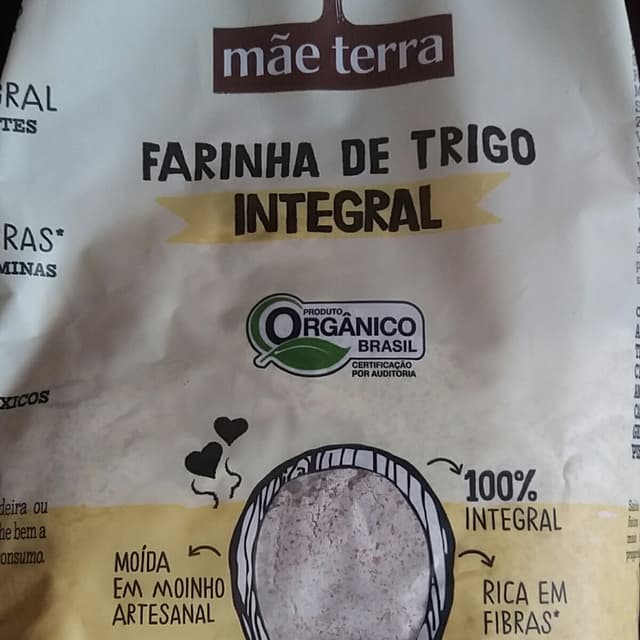 mãe terra
FARINHA DE TRIGO
INTEGRAL
PRODUTO
ORGÂNICO
BRASIL
CERTIFICAÇÃO
POR AUDITORIA
100%
INTEGRAL
MOÍDA
EM MOINHO
ARTESANAL
RICA EM
FIBRAS*
GRAL
TES
RAS*
MINAS
XICOS
deira ou
he bem a
onsumo.